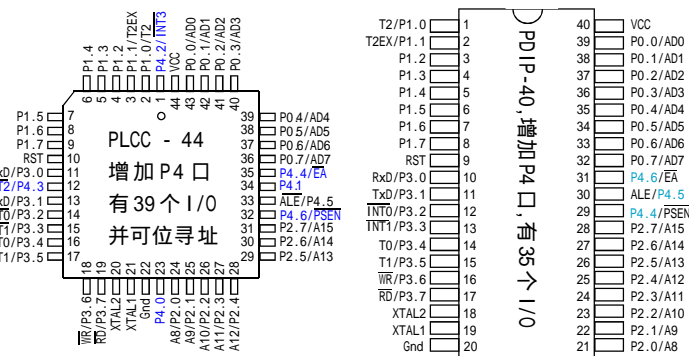 P1.4
P1.3
P1.2
P1.1/T2EX
P1.0/T2
P4.2/INT3
VCC
P0.0/AD0
P0.1/AD1
P0.2/AD2
P0.3/AD3
6
5
4
3
2
1
44
43
42
41
40
P1.5 7
P1.6 8
P1.7 9
RST 10
xD/P3.0 11
T2/P4.3 12
xD/P3.1 13
T0/P3.2 14
T1/P3.3 15
T0/P3.4 16
T1/P3.5 17
PLCC - 44
增加 P4 口
有 39 个 I/O
并可位寻址
39 P0.4/AD4
38 P0.5/AD5
37 P0.6/AD6
36 P0.7/AD7
35 P4.4/EA
34 P4.1
33 ALE/P4.5
32 P4.6/PSEN
31 P2.7/A15
30 P2.6/A14
29 P2.5/A13
18
19
20
21
22
23
24
25
26
27
28
WR/P3.6
RD/P3.7
XTAL2
XTAL1
Gnd
P4.0
A8/P2.0
A9/P2.1
A10/P2.2
A11/P2.3
A12/P2.4
T2/P1.0 1
T2EX/P1.1 2
P1.2 3
P1.3 4
P1.4 5
P1.5 6
P1.6 7
P1.7 8
RST 9
RxD/P3.0 10
TxD/P3.1 11
INT0/P3.2 12
INT1/P3.3 13
T0/P3.4 14
T1/P3.5 15
WR/P3.6 16
RD/P3.7 17
XTAL2 18
XTAL1 19
Gnd 20
PDIP-40,增加P4口,有35个I/O
40 VCC
39 P0.0/AD0
38 P0.1/AD1
37 P0.2/AD2
36 P0.3/AD3
35 P0.4/AD4
34 P0.5/AD5
33 P0.6/AD6
32 P0.7/AD7
31 P4.6/EA
30 ALE/P4.5
29 P4.4/PSEN
28 P2.7/A15
27 P2.6/A14
26 P2.5/A13
25 P2.4/A12
24 P2.3/A11
23 P2.2/A10
22 P2.1/A9
21 P2.0/A8